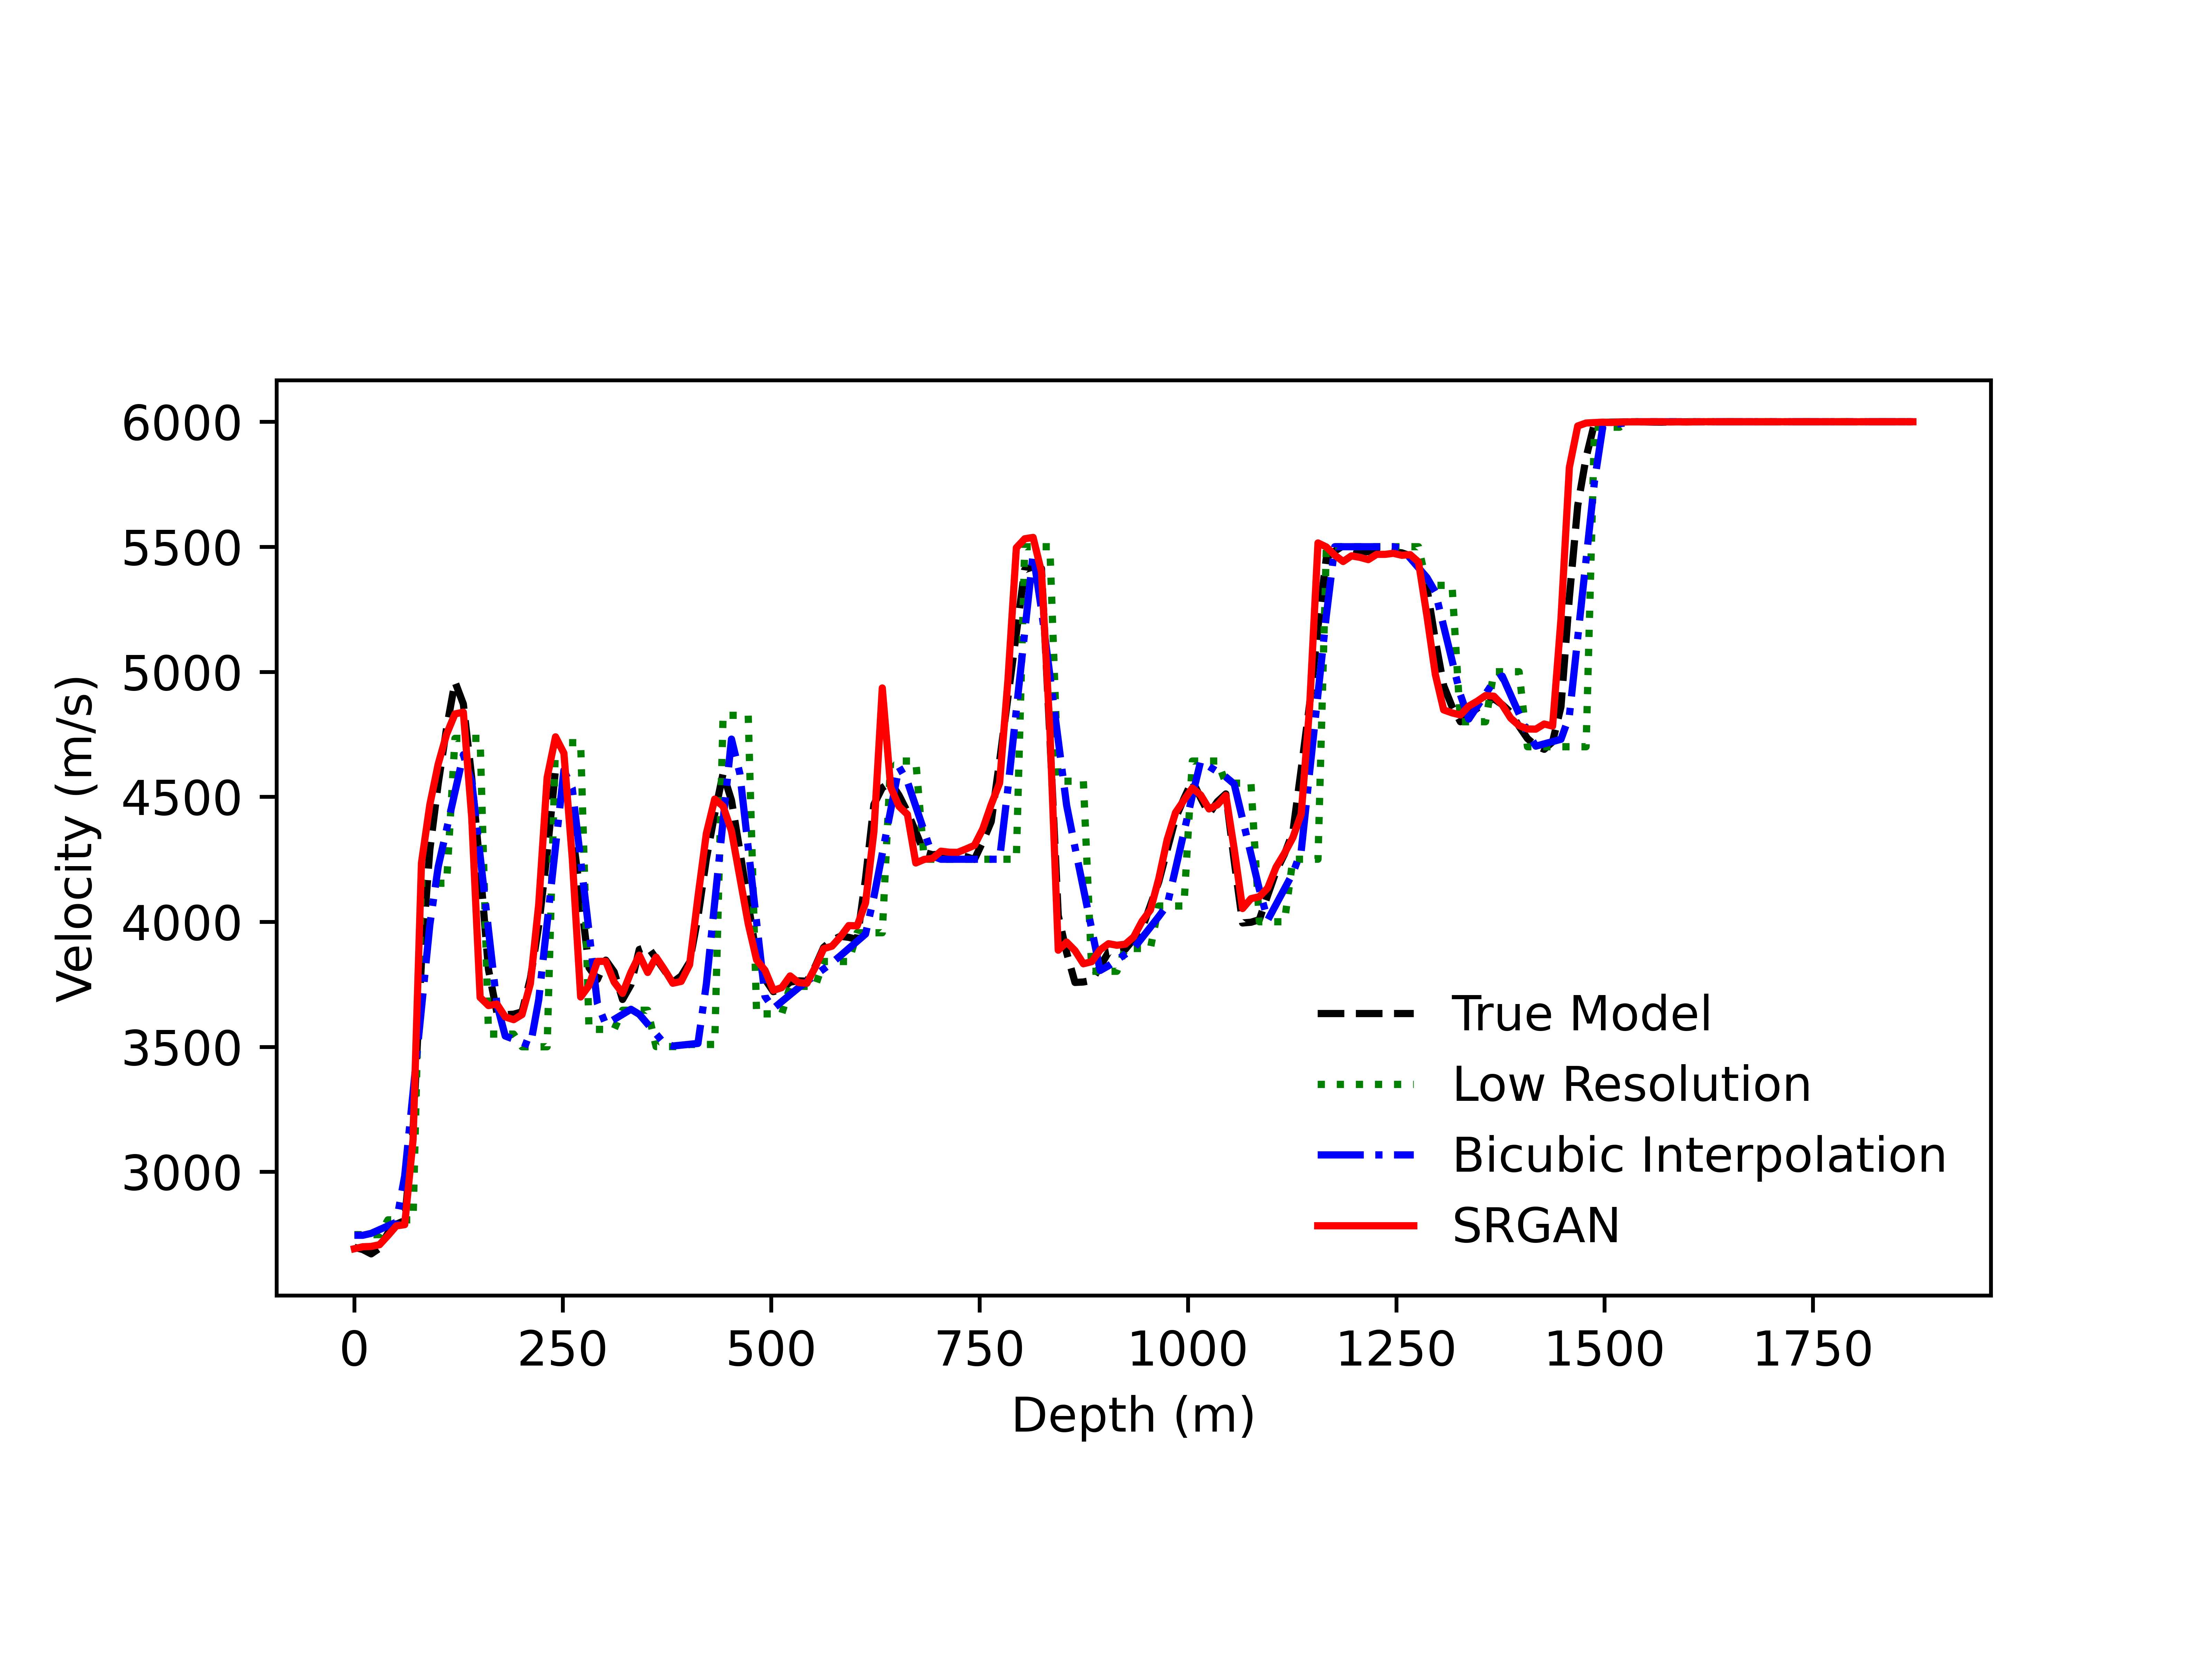 6000
5500
5000
4500
4000
3500
3000
Velocity (m/s)
True Model
Low Resolution
Bicubic Interpolation
SRGAN
0 250 500 750 1000 1250 1500 1750
Depth (m)